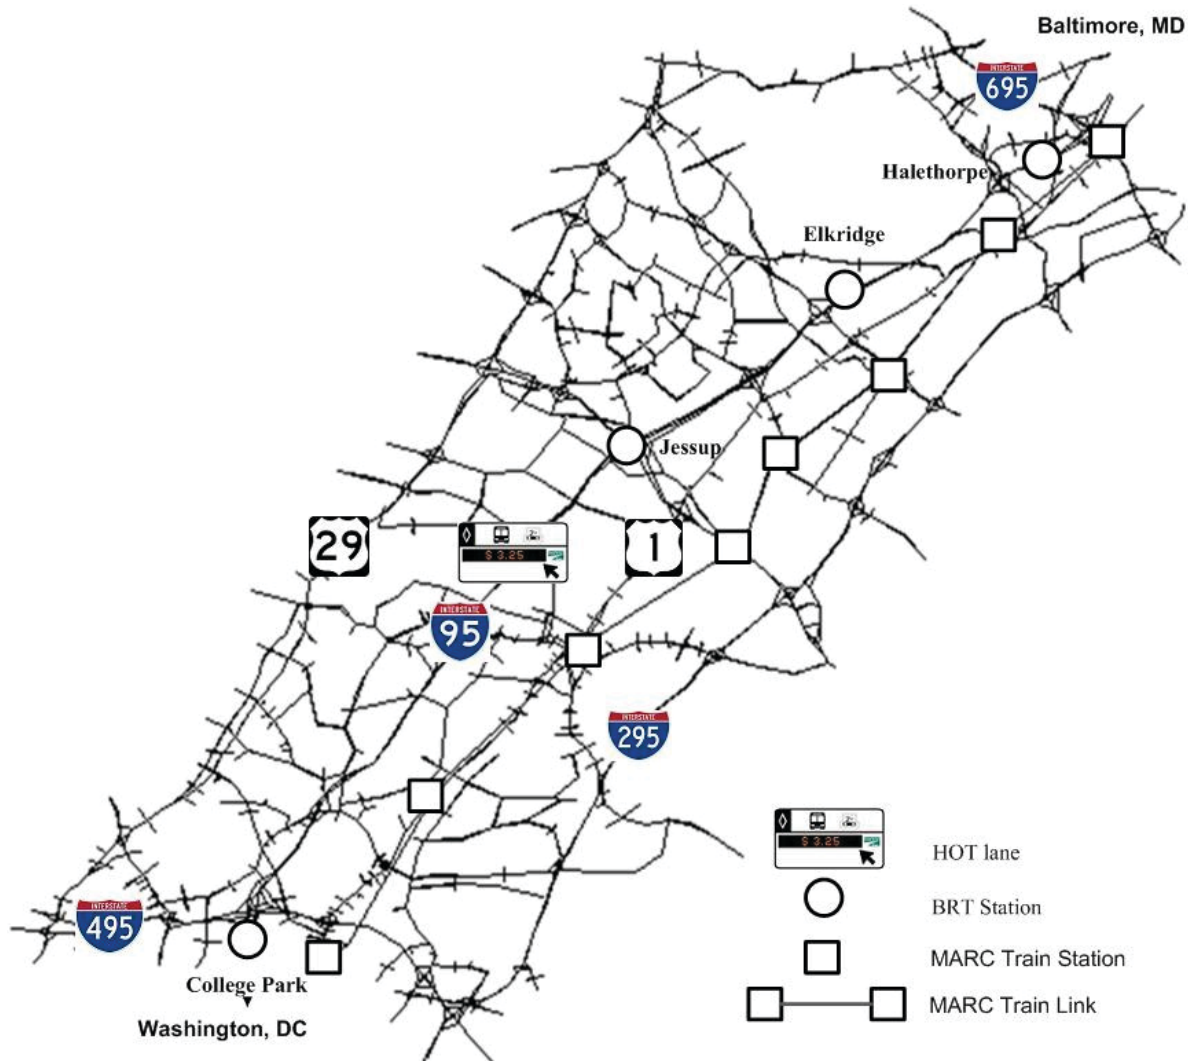 Baltimore, MD
INTERSTATE
695
Halethorpe
Elkridge
Jessup
29
$ 3.25
1
INTERSTATE
95
INTERSTATE
295
$ 3.25
HOT lane
INTERSTATE
495
BRT Station
College Park
MARC Train Station
Washington, DC
MARC Train Link